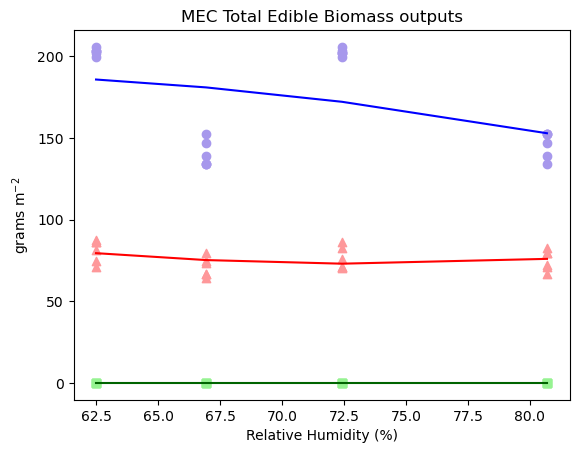 MEC Total Edible Biomass outputs
grams m⁻²
200
150
100
50
0
62.5 65.0 67.5 70.0 72.5 75.0 77.5 80.0
Relative Humidity (%)